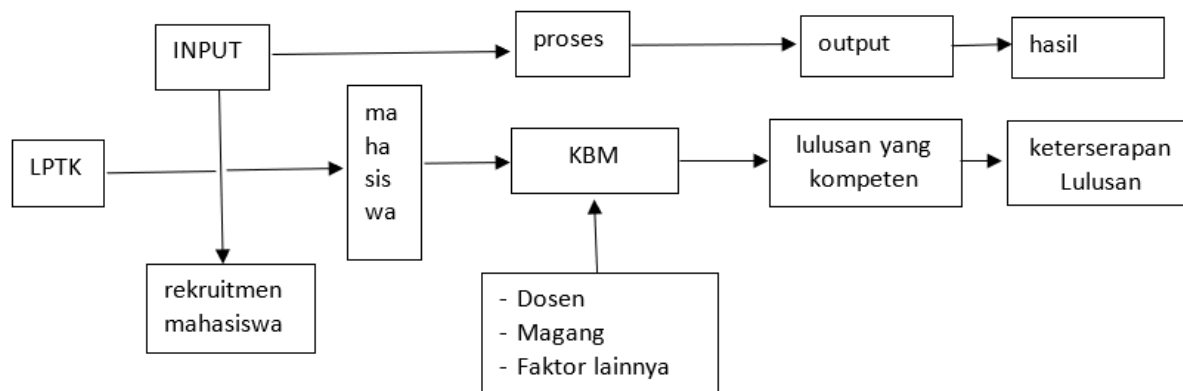 INPUT
proses
output
hasil
LPTK
ma
ha
sis
wa
KBM
lulusan yang
kompeten
keterserapan
Lulusan
rekruitmen
mahasiswa
- Dosen
- Magang
- Faktor lainnya